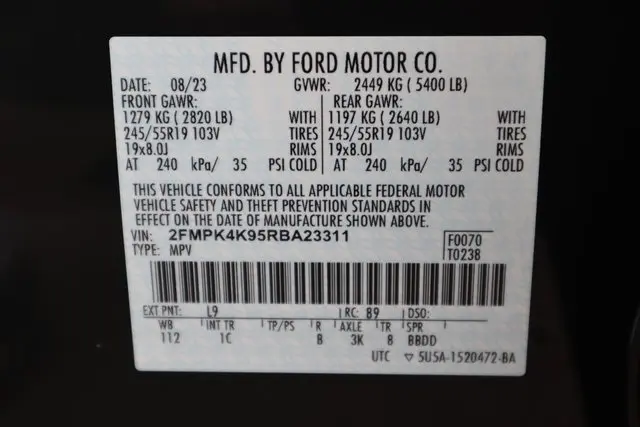 MFD. BY FORD MOTOR CO.
DATE: 08/23 GVWR: 2449 KG ( 5400 LB)
FRONT GAWR: REAR GAWR:
1279 KG ( 2820 LB) WITH 1197 KG ( 2640 LB) WITH
245/55R19 103V TIRES 245/55R19 103V TIRES
19x8.0J RIMS 19x8.0J RIMS
AT 240 kPa/ 35 PSI COLD AT 240 kPa/ 35 PSI COLD
THIS VEHICLE CONFORMS TO ALL APPLICABLE FEDERAL MOTOR
VEHICLE SAFETY AND THEFT PREVENTION STANDARDS IN
EFFECT ON THE DATE OF MANUFACTURE SHOWN ABOVE.
VIN: 2FMPK4K95RBA23311 F0070
TYPE: MPV T0238
EXT PNT: L9 RC: 89 DSO:
WB INT TR TP/PS R AXLE TR SPR
112 1C B 3K 8 BBDD
UTC ▽ 5U5A-1520472-BA